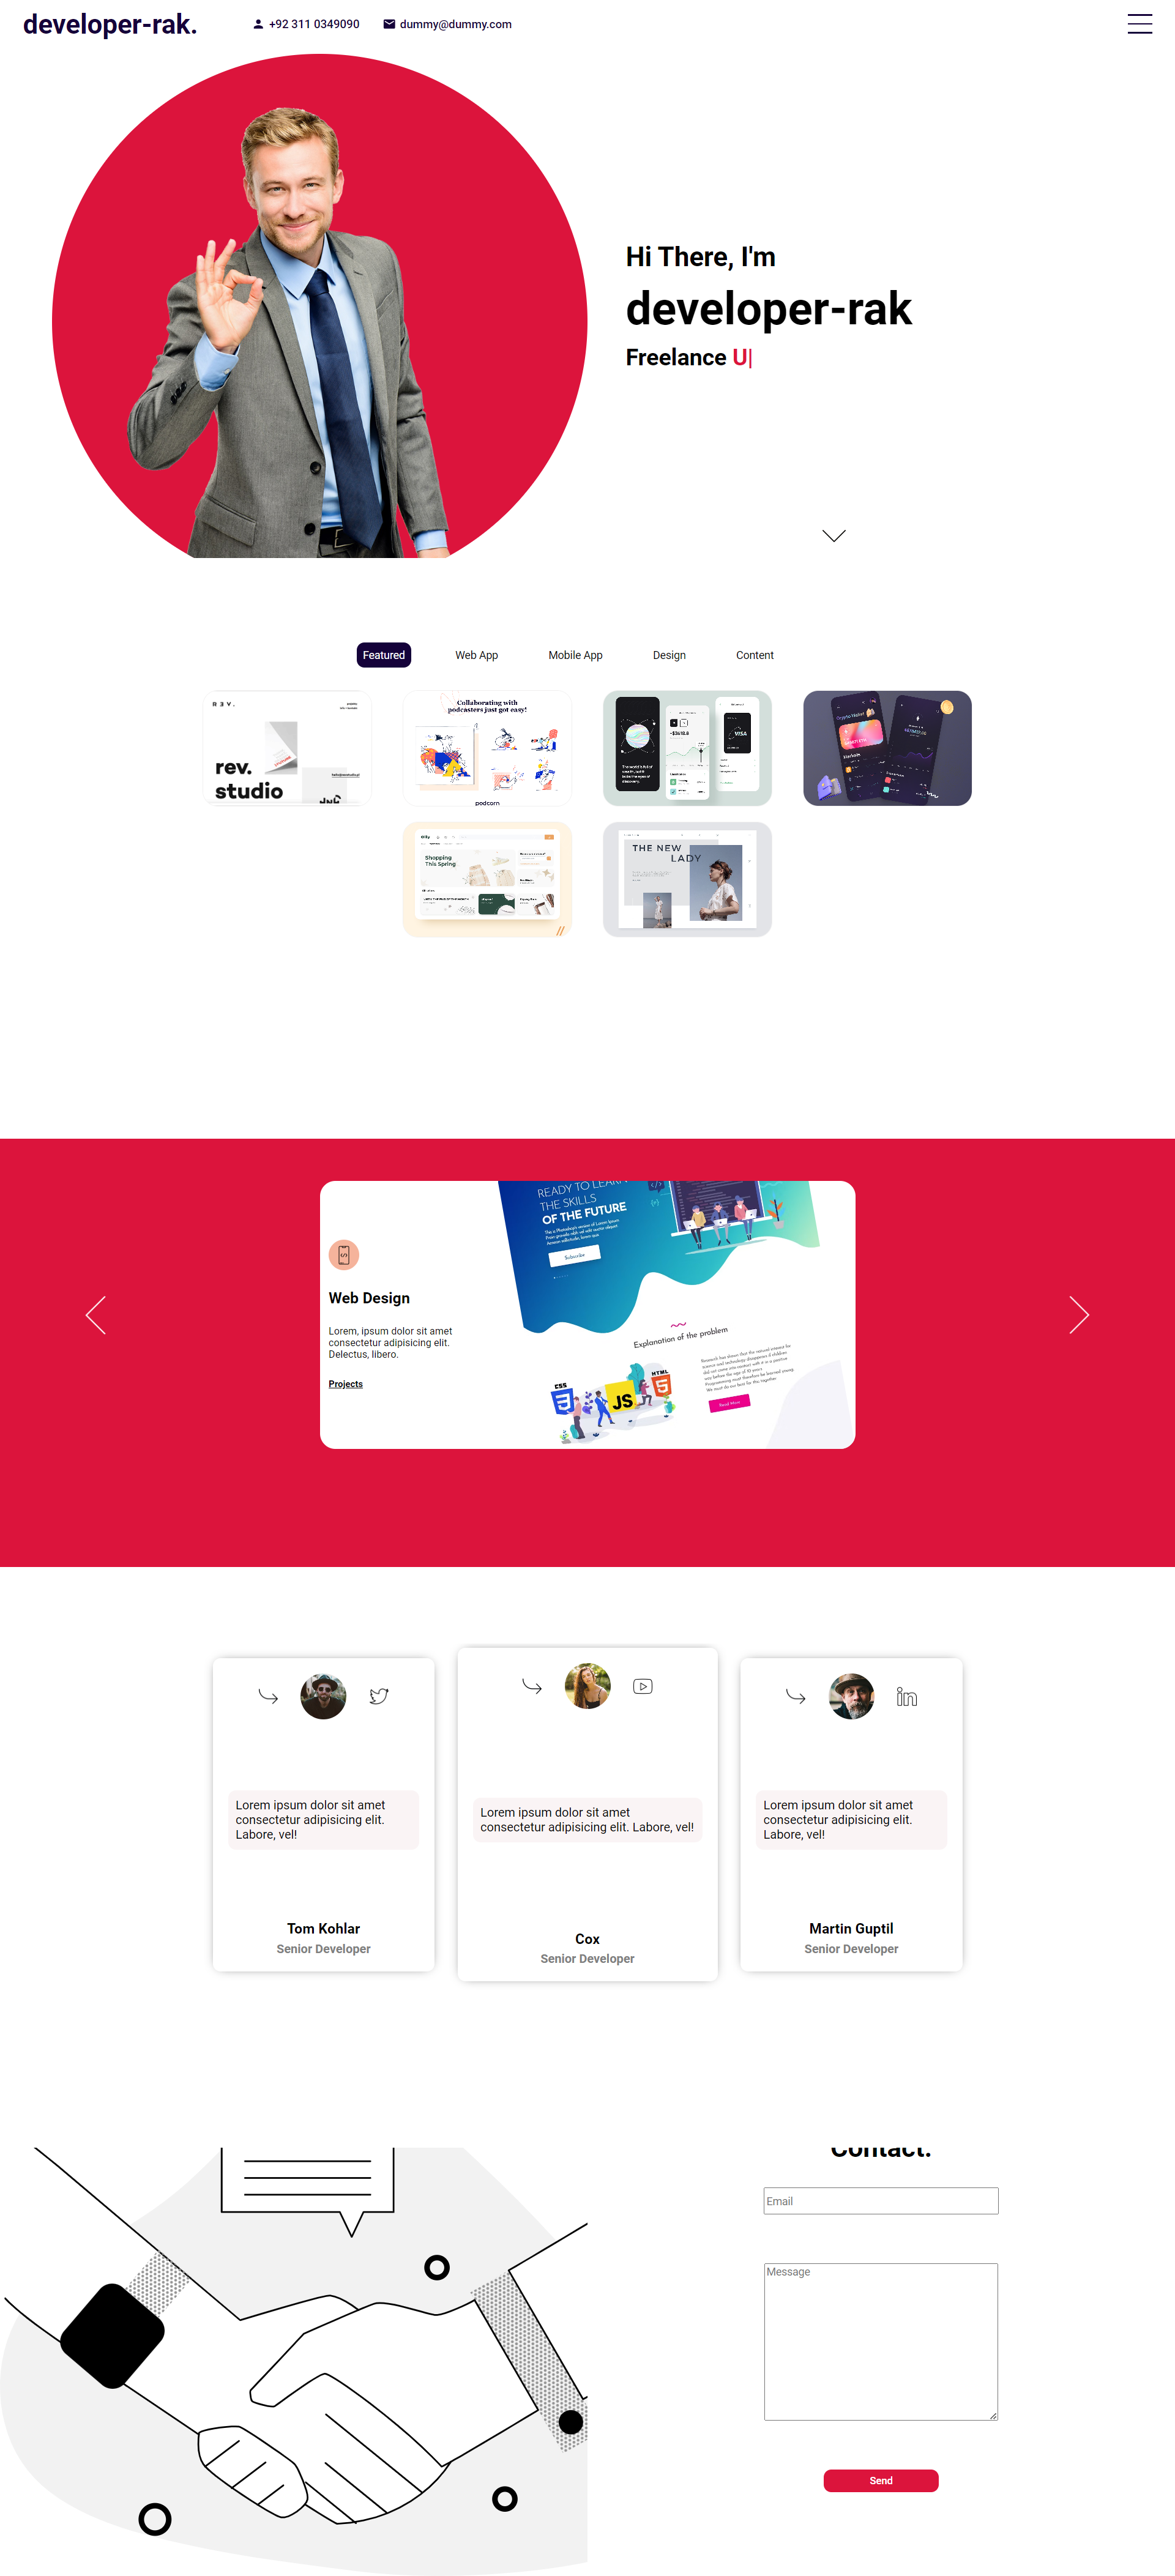 developer-rak.
+92 311 0349090
dummy@dummy.com
Hi There, I'm
developer-rak
Freelance U|
Featured
Web App
Mobile App
Design
Content
rev.
studio
Collaborating with
podcasters just got easy!
podcorn
VISA
Shopping
This Spring
THE NEW
LADY
READY TO LEARN
THE SKILLS
OF THE FUTURE
Subscribe
Explanation of the problem
Read More
CSS
JS
HTML
Web Design
Lorem, ipsum dolor sit amet
consectetur adipisicing elit.
Delectus, libero.
Projects
Lorem ipsum dolor sit amet
consectetur adipisicing elit.
Labore, vel!
Tom Kohlar
Senior Developer
Lorem ipsum dolor sit amet
consectetur adipisicing elit. Labore, vel!
Cox
Senior Developer
Lorem ipsum dolor sit amet
consectetur adipisicing elit.
Labore, vel!
Martin Guptil
Senior Developer
Contact.
Email
Message
Send